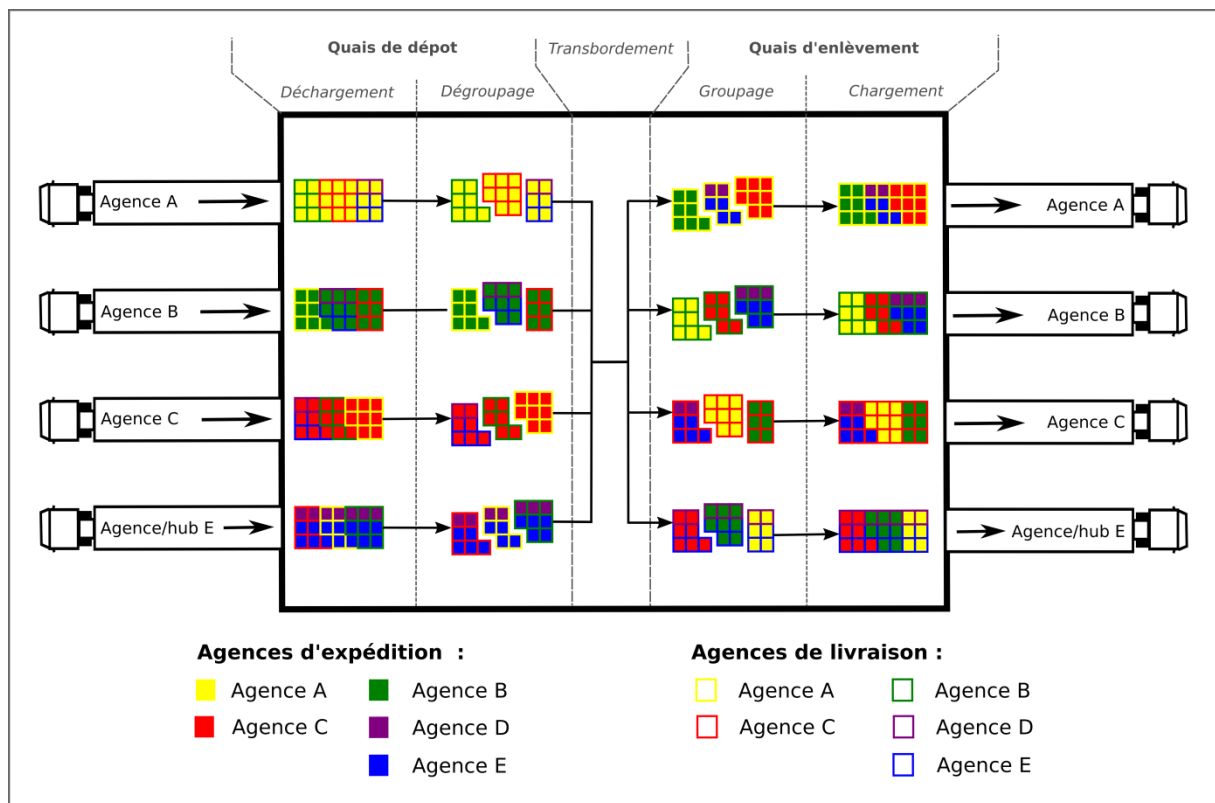 Quais de dépôt
Transbordement
Quais d'enlèvement
Déchargement
Dégroupage
Groupage
Chargement
Agence A
Agence A
Agence B
Agence B
Agence C
Agence C
Agence/hub E
Agence/hub E
Agences d'expédition :
Agence A
Agence B
Agence C
Agence D
Agence E
Agences de livraison :
Agence A
Agence B
Agence C
Agence D
Agence E